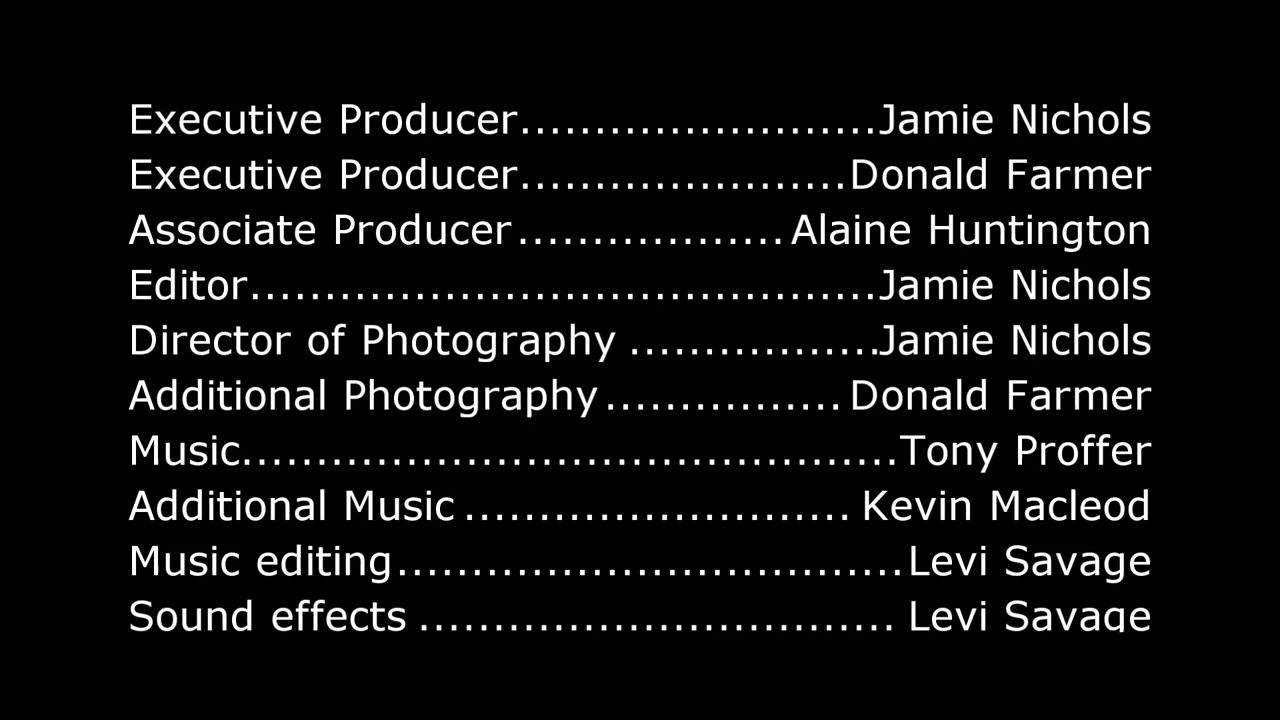 Executive Producer........................Jamie Nichols
Executive Producer......................Donald Farmer
Associate Producer..................Alaine Huntington
Editor..........................................Jamie Nichols
Director of Photography .................Jamie Nichols
Additional Photography................ Donald Farmer
Music............................................Tony Proffer
Additional Music .......................... Kevin Macleod
Music editing..................................Levi Savage
Sound effects ................................ Levi Savage